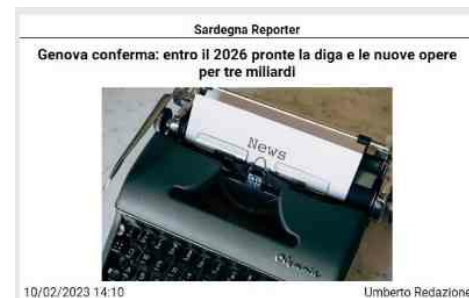 Sardegna Reporter
Genova conferma: entro il 2026 pronte la diga e le nuove opere
per tre miliardi
News
Olympia
10/02/2023 14:10
Umberto Redazione